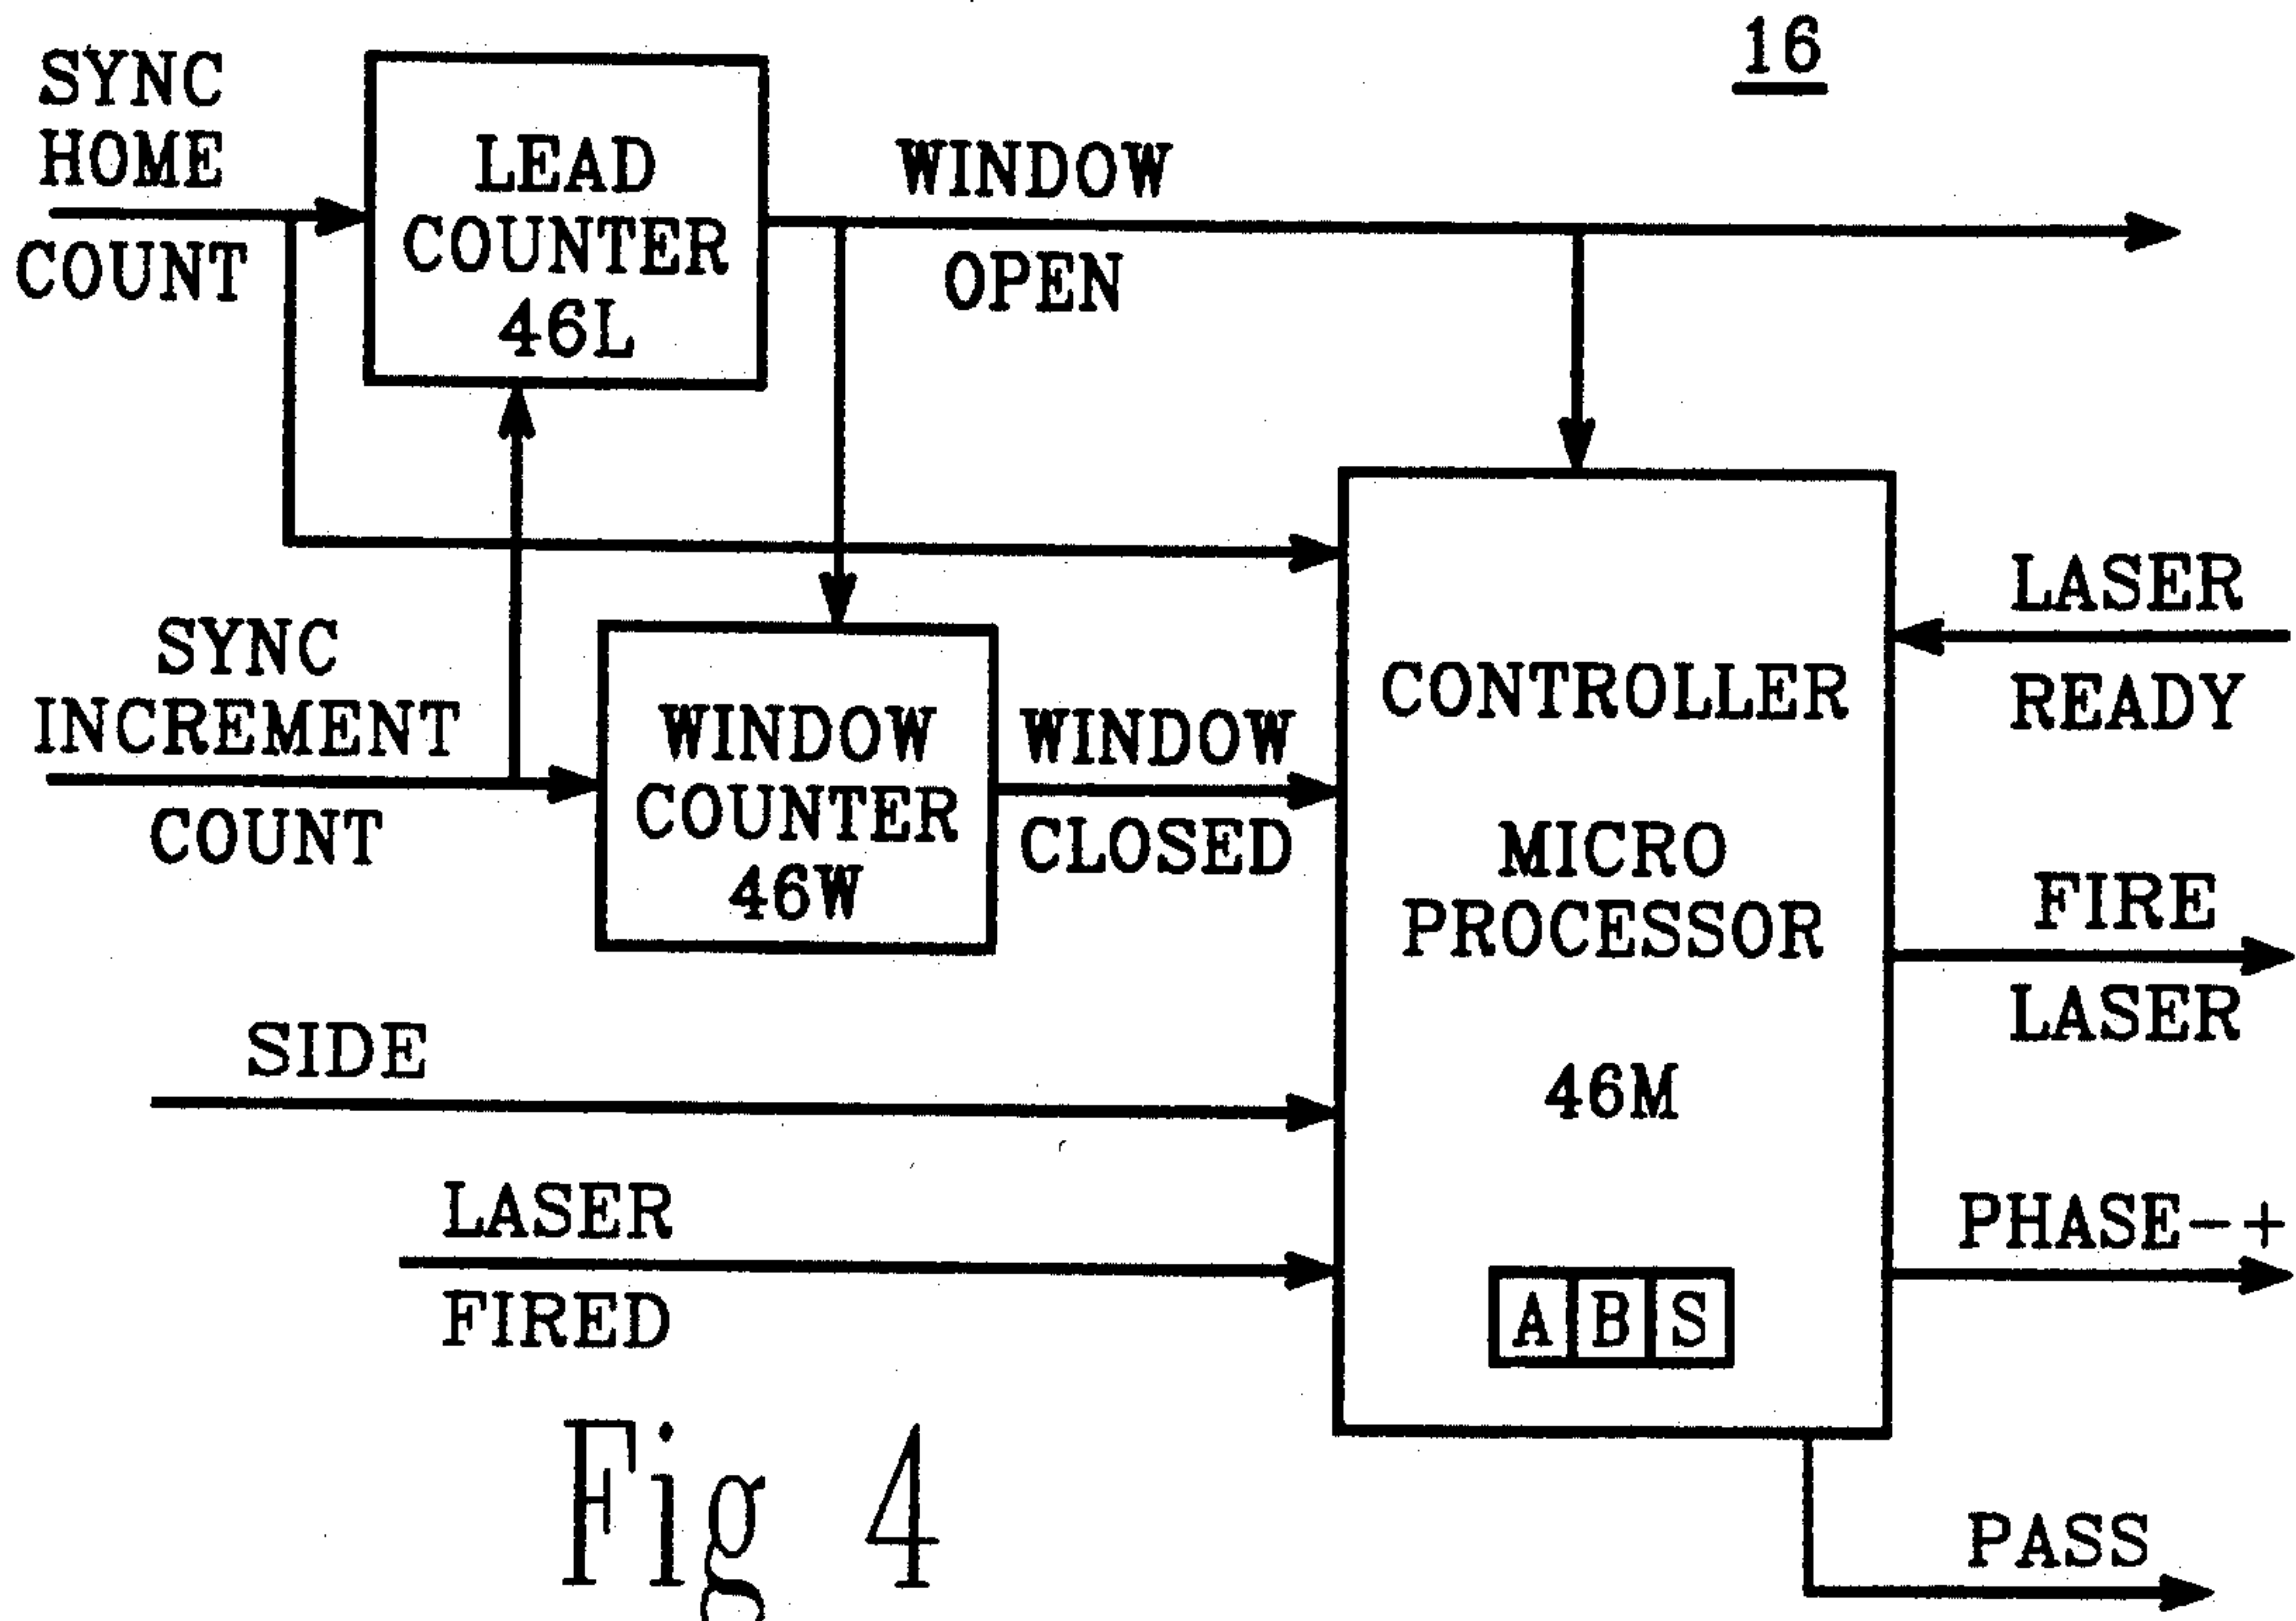 16
SYNC
HOME
COUNT
LEAD
COUNTER
46L
WINDOW
OPEN
SYNC
INCREMENT
COUNT
WINDOW
COUNTER
46W
WINDOW
CLOSED
CONTROLLER
MICRO
PROCESSOR
46M
A B S
LASER
READY
FIRE
LASER
SIDE
LASER
FIRED
PHASE-+
PASS
Fig 4